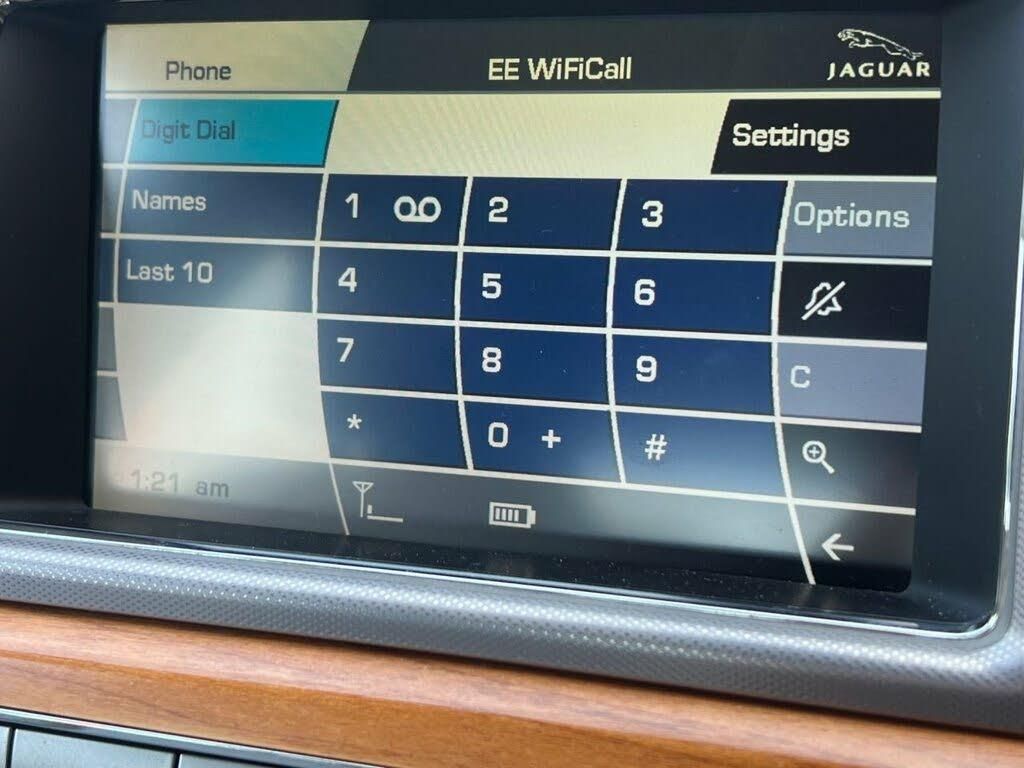 Phone
EE WiFiCall
JAGUAR
Digit Dial
Settings
Names
1
2
3
Options
Last 10
4
5
6
7
8
9
C
*
0 +
#
1:21 am